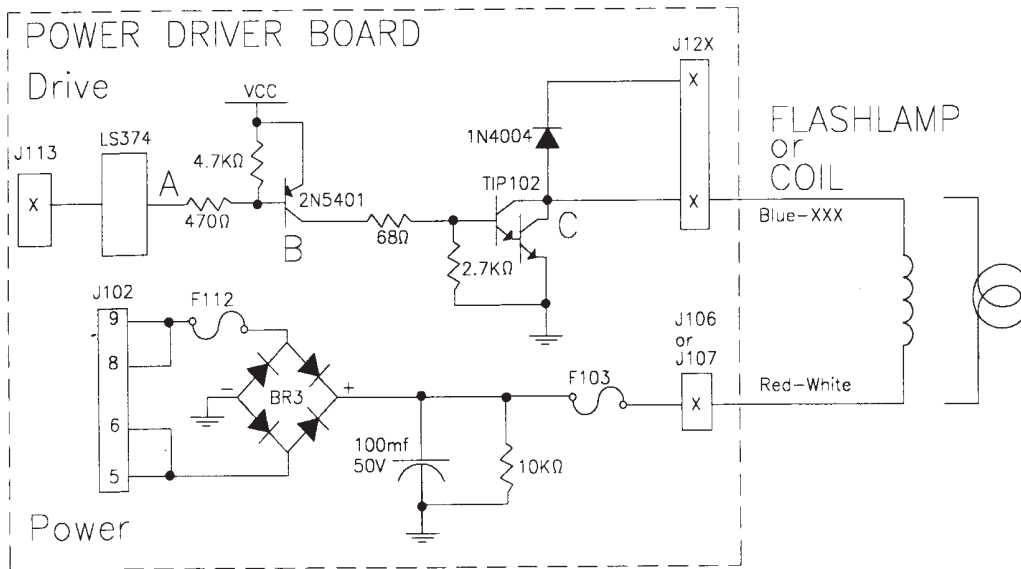 POWER DRIVER BOARD
Drive
J12X
VCC
LS374
J113
X
A
4.7KΩ
470Ω
2N5401
B
68Ω
2.7KΩ
1N4004
TIP102
C
X
X
FLASHLAMP
or
COIL
Blue-XXX
J102
9
8
6
5
F112
BR3
-
+
100mf
50V
10KΩ
F103
J106
or
J107
X
Red-White
Power